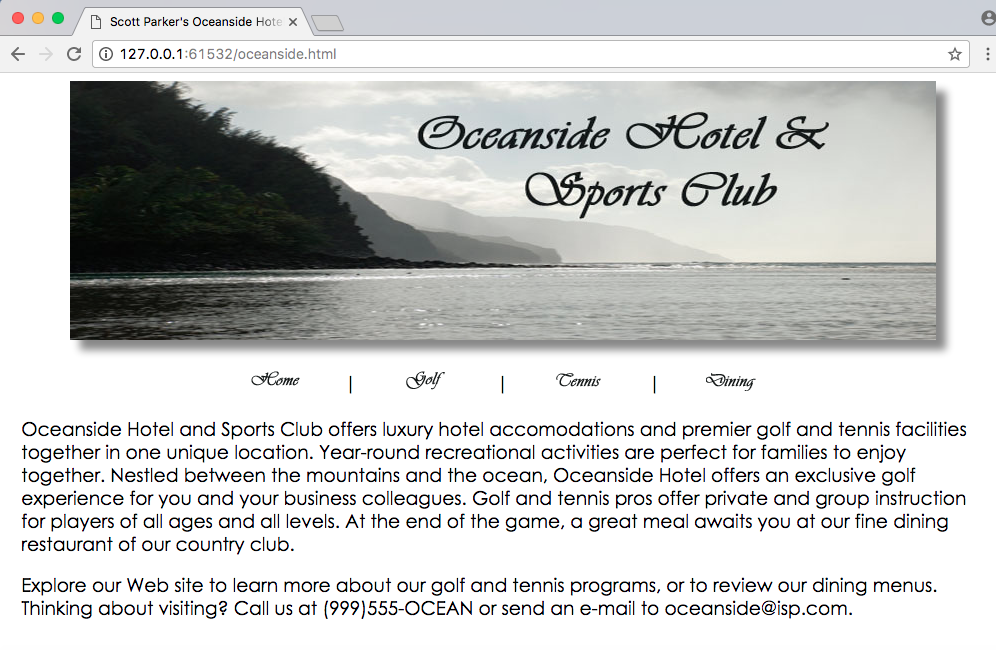 Scott Parker's Oceanside Hote
127.0.0.1:61532/oceanside.html
Oceanside Hotel &
Sports Club
Home | Golf | Tennis | Dining
Oceanside Hotel and Sports Club offers luxury hotel accomodations and premier golf and tennis facilities
together in one unique location. Year-round recreational activities are perfect for families to enjoy
together. Nestled between the mountains and the ocean, Oceanside Hotel offers an exclusive golf
experience for you and your business colleagues. Golf and tennis pros offer private and group instruction
for players of all ages and all levels. At the end of the game, a great meal awaits you at our fine dining
restaurant of our country club.
Explore our Web site to learn more about our golf and tennis programs, or to review our dining menus.
Thinking about visiting? Call us at (999)555-OCEAN or send an e-mail to oceanside@isp.com.